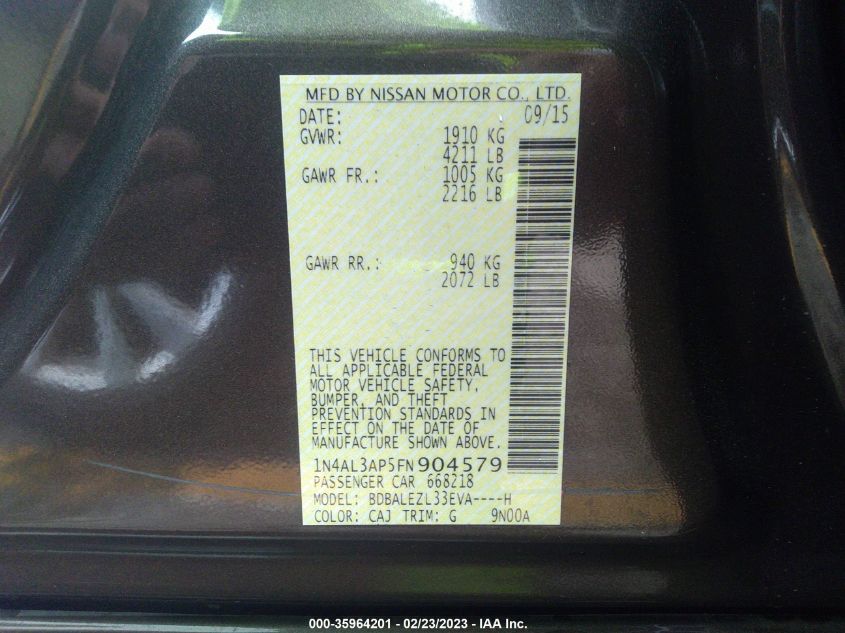 MFD BY NISSAN MOTOR CO., LTD.
DATE: 09/15
GVWR: 1910 KG
4211 LB
GAWR FR.: 1005 KG
2216 LB
GAWR RR.: 940 KG
2072 LB
THIS VEHICLE CONFORMS TO
ALL APPLICABLE FEDERAL
MOTOR VEHICLE SAFETY,
BUMPER, AND THEFT
PREVENTION STANDARDS IN
EFFECT ON THE DATE OF
MANUFACTURE SHOWN ABOVE.
1N4AL3AP5FN904579
PASSENGER CAR 668218
MODEL: BDBALEZL33EVA----H
COLOR: CAJ TRIM: G 9N00A
000-35964201 - 02/23/2023 - IAA Inc.